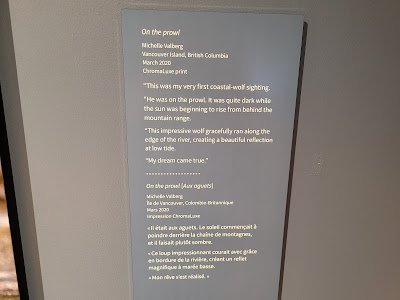 On the prowl
Michelle Valberg
Vancouver Island, British Columbia
March 2020
ChromaLuxe print
"This was my very first coastal-wolf sighting.
"He was on the prowl. It was quite dark while
the sun was beginning to rise from behind the
mountain range.
"This impressive wolf gracefully ran along the
edge of the river, creating a beautiful reflection
at low tide.
"My dream came true."
On the prowl [Aux aguets]
Michelle Valberg
Île de Vancouver, Colombie-Britannique
Mars 2020
Impression ChromaLuxe
« Il était aux aguets. Le soleil commençait à
poindre derrière la chaîne de montagnes,
et il faisait plutôt sombre.
« Ce loup impressionnant courait avec grâce
en bordure de la rivière, créant un reflet
magnifique à marée basse.
« Mon rêve s'est réalisé. »